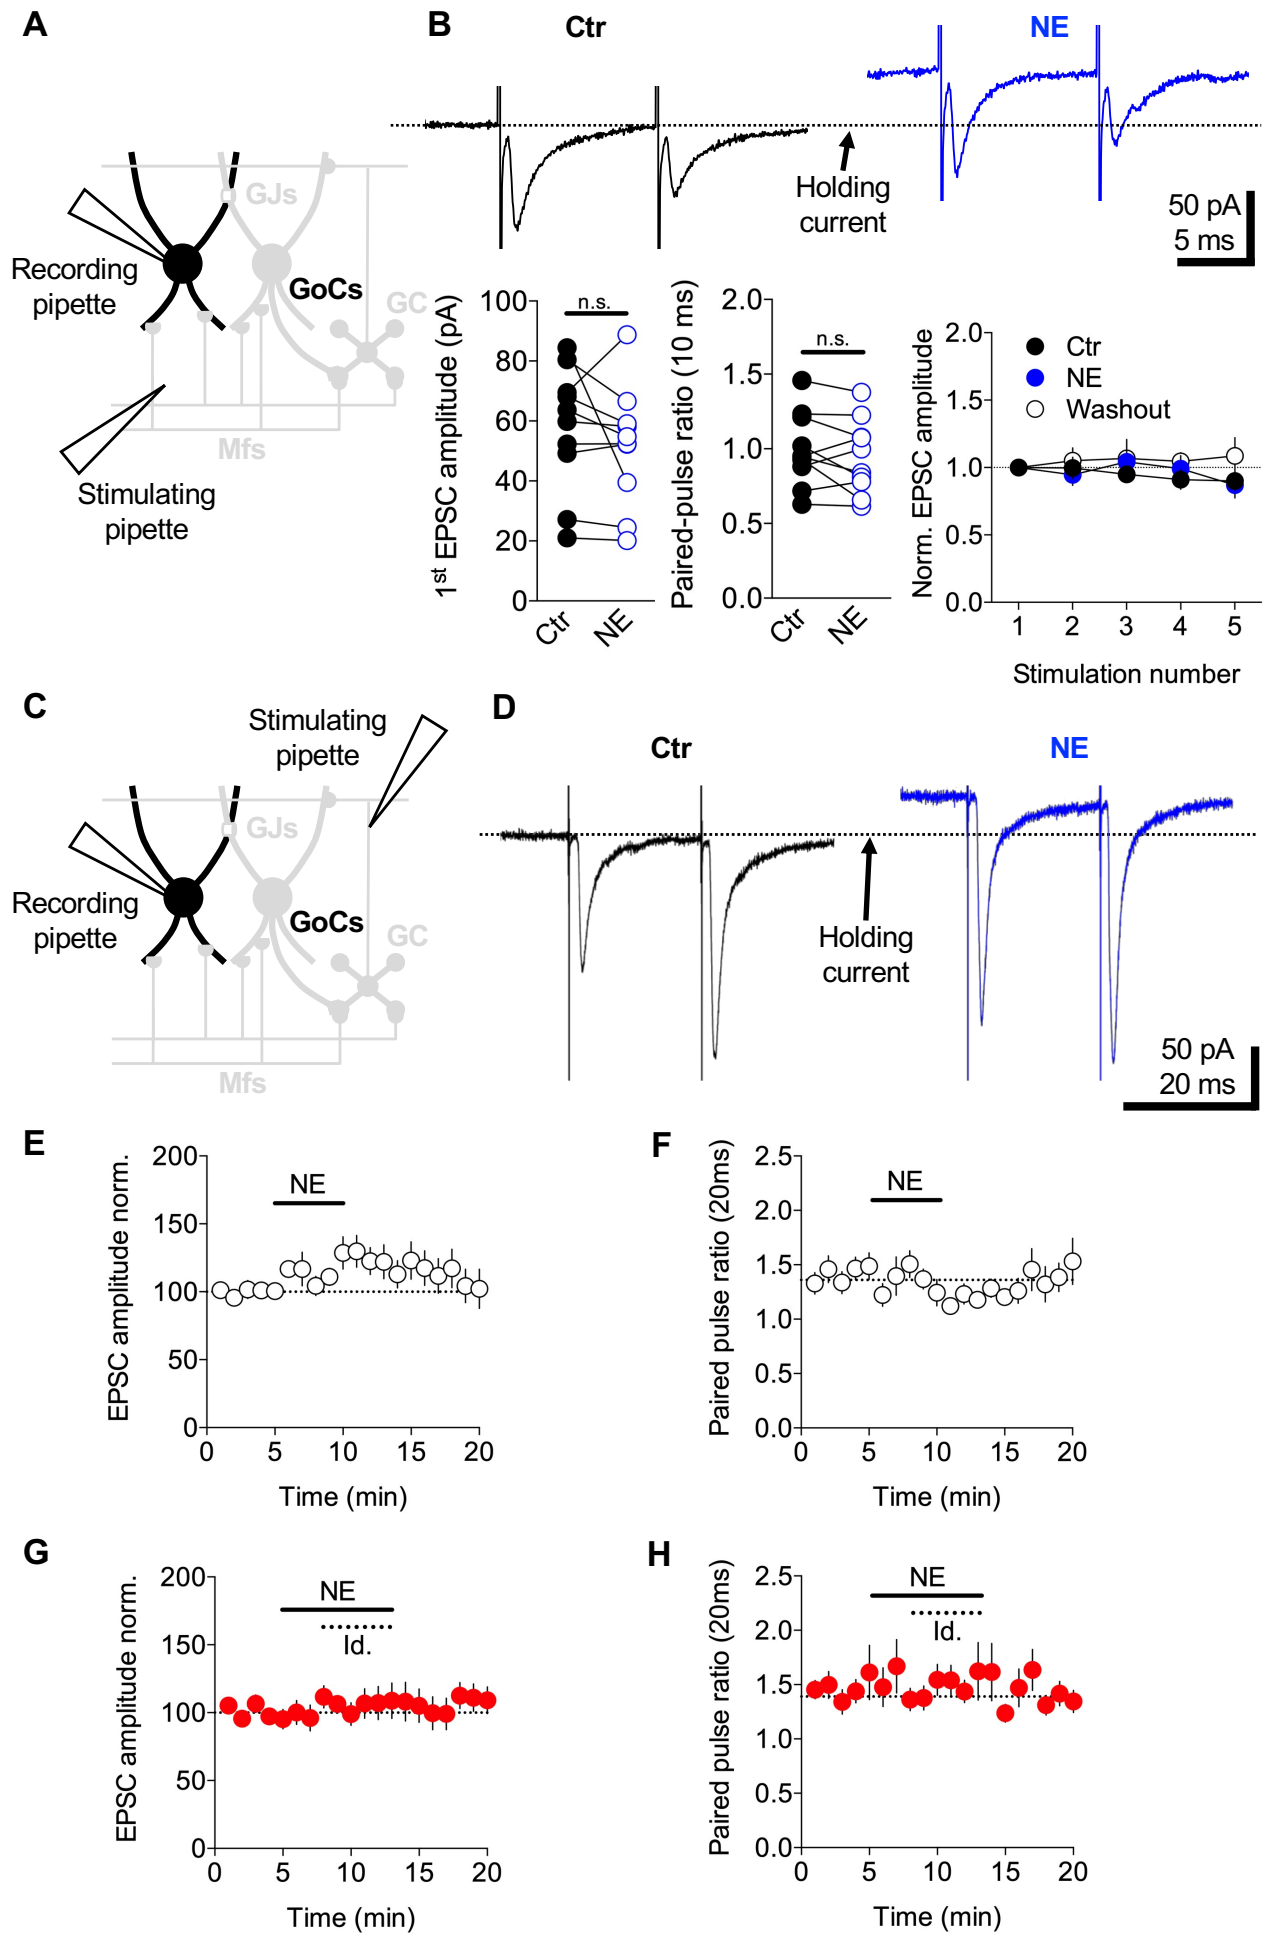 A
GJs
Recording
pipette
GoCs
GC
Mfs
Stimulating
pipette
B
Ctr
NE
Holding
current
50 pA
5 ms
1st EPSC amplitude (pA)
100
80
60
40
20
0
n.s.
Ctr
NE
Paired-pulse ratio (10 ms)
2.0
1.5
1.0
0.5
0.0
n.s.
Ctr
NE
Norm. EPSC amplitude
2.0
1.5
1.0
0.5
0.0
Ctr
NE
Washout
1 2 3 4 5
Stimulation number
C
Stimulating
pipette
GJs
Recording
pipette
GoCs
GC
Mfs
D
Ctr
NE
Holding
current
50 pA
20 ms
E
EPSC amplitude norm.
200
150
100
50
0
NE
0 5 10 15 20
Time (min)
F
Paired pulse ratio (20ms)
2.5
2.0
1.5
1.0
0.5
0.0
NE
0 5 10 15 20
Time (min)
G
EPSC amplitude norm.
200
150
100
50
0
NE
Id.
0 5 10 15 20
Time (min)
H
Paired pulse ratio (20ms)
2.5
2.0
1.5
1.0
0.5
0.0
NE
Id.
0 5 10 15 20
Time (min)